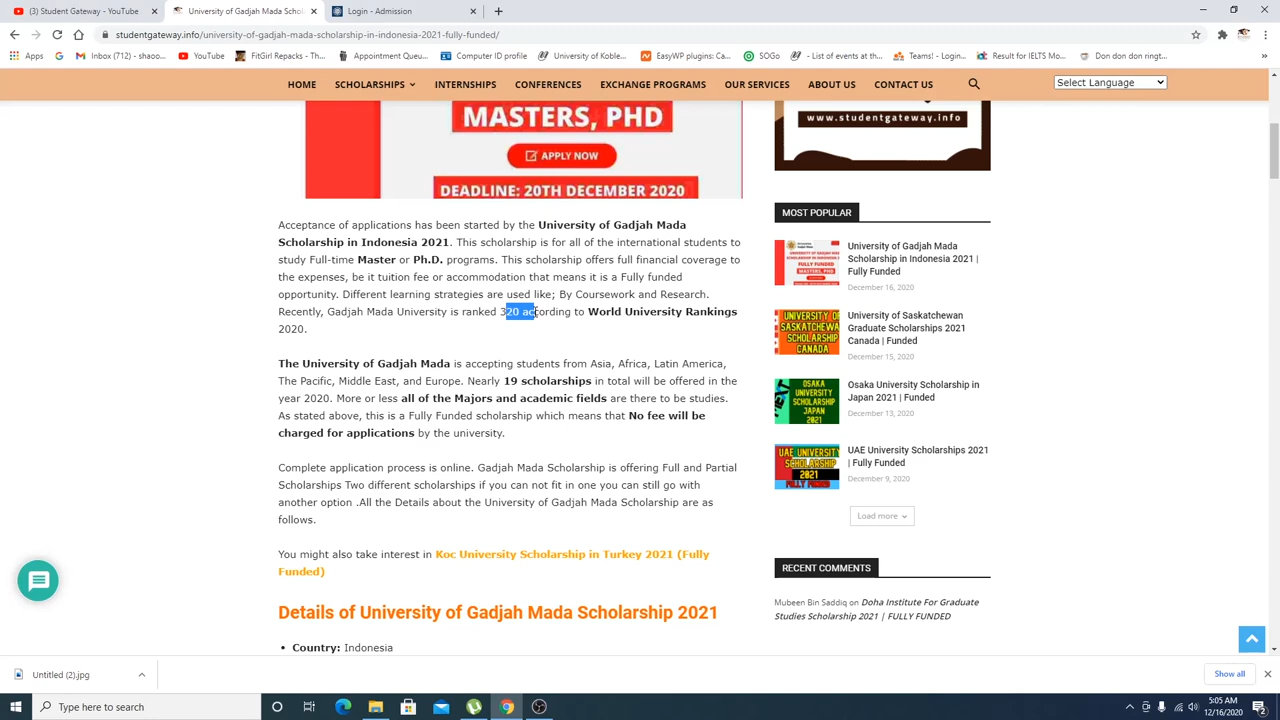 (3) Student Gateway - YouTube
University of Gadjah Mada Schol
Login - Admission
studentgateway.info/university-of-gadjah-mada-scholarship-in-indonesia-2021-fully-funded/
Apps
Inbox (712) - shaoo...
YouTube
FitGirl Repacks - Th...
Appointment Queu...
Computer ID profile
University of Koble...
EasyWP plugins: Ca...
SOGo
- List of events at th...
Teams! - Login...
Result for IELTS Mo...
Don don don ringt...
HOME
SCHOLARSHIPS
INTERNSHIPS
CONFERENCES
EXCHANGE PROGRAMS
OUR SERVICES
ABOUT US
CONTACT US
Select Language
MASTERS, PHD
APPLY NOW
DEADLINE: 20TH DECEMBER 2020
Acceptance of applications has been started by the University of Gadjah Mada
Scholarship in Indonesia 2021. This scholarship is for all of the international students to
study Full-time Master or Ph.D. programs. This scholarship offers full financial coverage to
the expenses, be it tuition fee or accommodation that means it is a Fully funded
opportunity. Different learning strategies are used like; By Coursework and Research.
Recently, Gadjah Mada University is ranked 320 according to World University Rankings
2020.
The University of Gadjah Mada is accepting students from Asia, Africa, Latin America,
The Pacific, Middle East, and Europe. Nearly 19 scholarships in total will be offered in the
year 2020. More or less all of the Majors and academic fields are there to be studies.
As stated above, this is a Fully Funded scholarship which means that No fee will be
charged for applications by the university.
Complete application process is online. Gadjah Mada Scholarship is offering Full and Partial
Scholarships Two different scholarships if you can not fit in one you can still go with
another option .All the Details about the University of Gadjah Mada Scholarship are as
follows.
You might also take interest in Koc University Scholarship in Turkey 2021 (Fully
Funded)
Details of University of Gadjah Mada Scholarship 2021
• Country: Indonesia
www.studentgateway.info
MOST POPULAR
University of Gadjah Mada
Scholarship in Indonesia 2021 |
Fully Funded
December 16, 2020
UNIVERSITY OF
SASKATCHEWAN
SCHOLARSHIP
CANADA
University of Saskatchewan
Graduate Scholarships 2021
Canada | Funded
December 15, 2020
OSAKA
UNIVERSITY
SCHOLARSHIP
JAPAN
2021
Osaka University Scholarship in
Japan 2021 | Funded
December 13, 2020
UAE UNIVERSITY
SCHOLARSHIP
2021
UAE University Scholarships 2021
| Fully Funded
December 9, 2020
Load more
RECENT COMMENTS
Mubeen Bin Saddiq on Doha Institute For Graduate
Studies Scholarship 2021 | FULLY FUNDED
Untitled (2).jpg
Show all
Type here to search
5:05 AM
12/16/2020
2